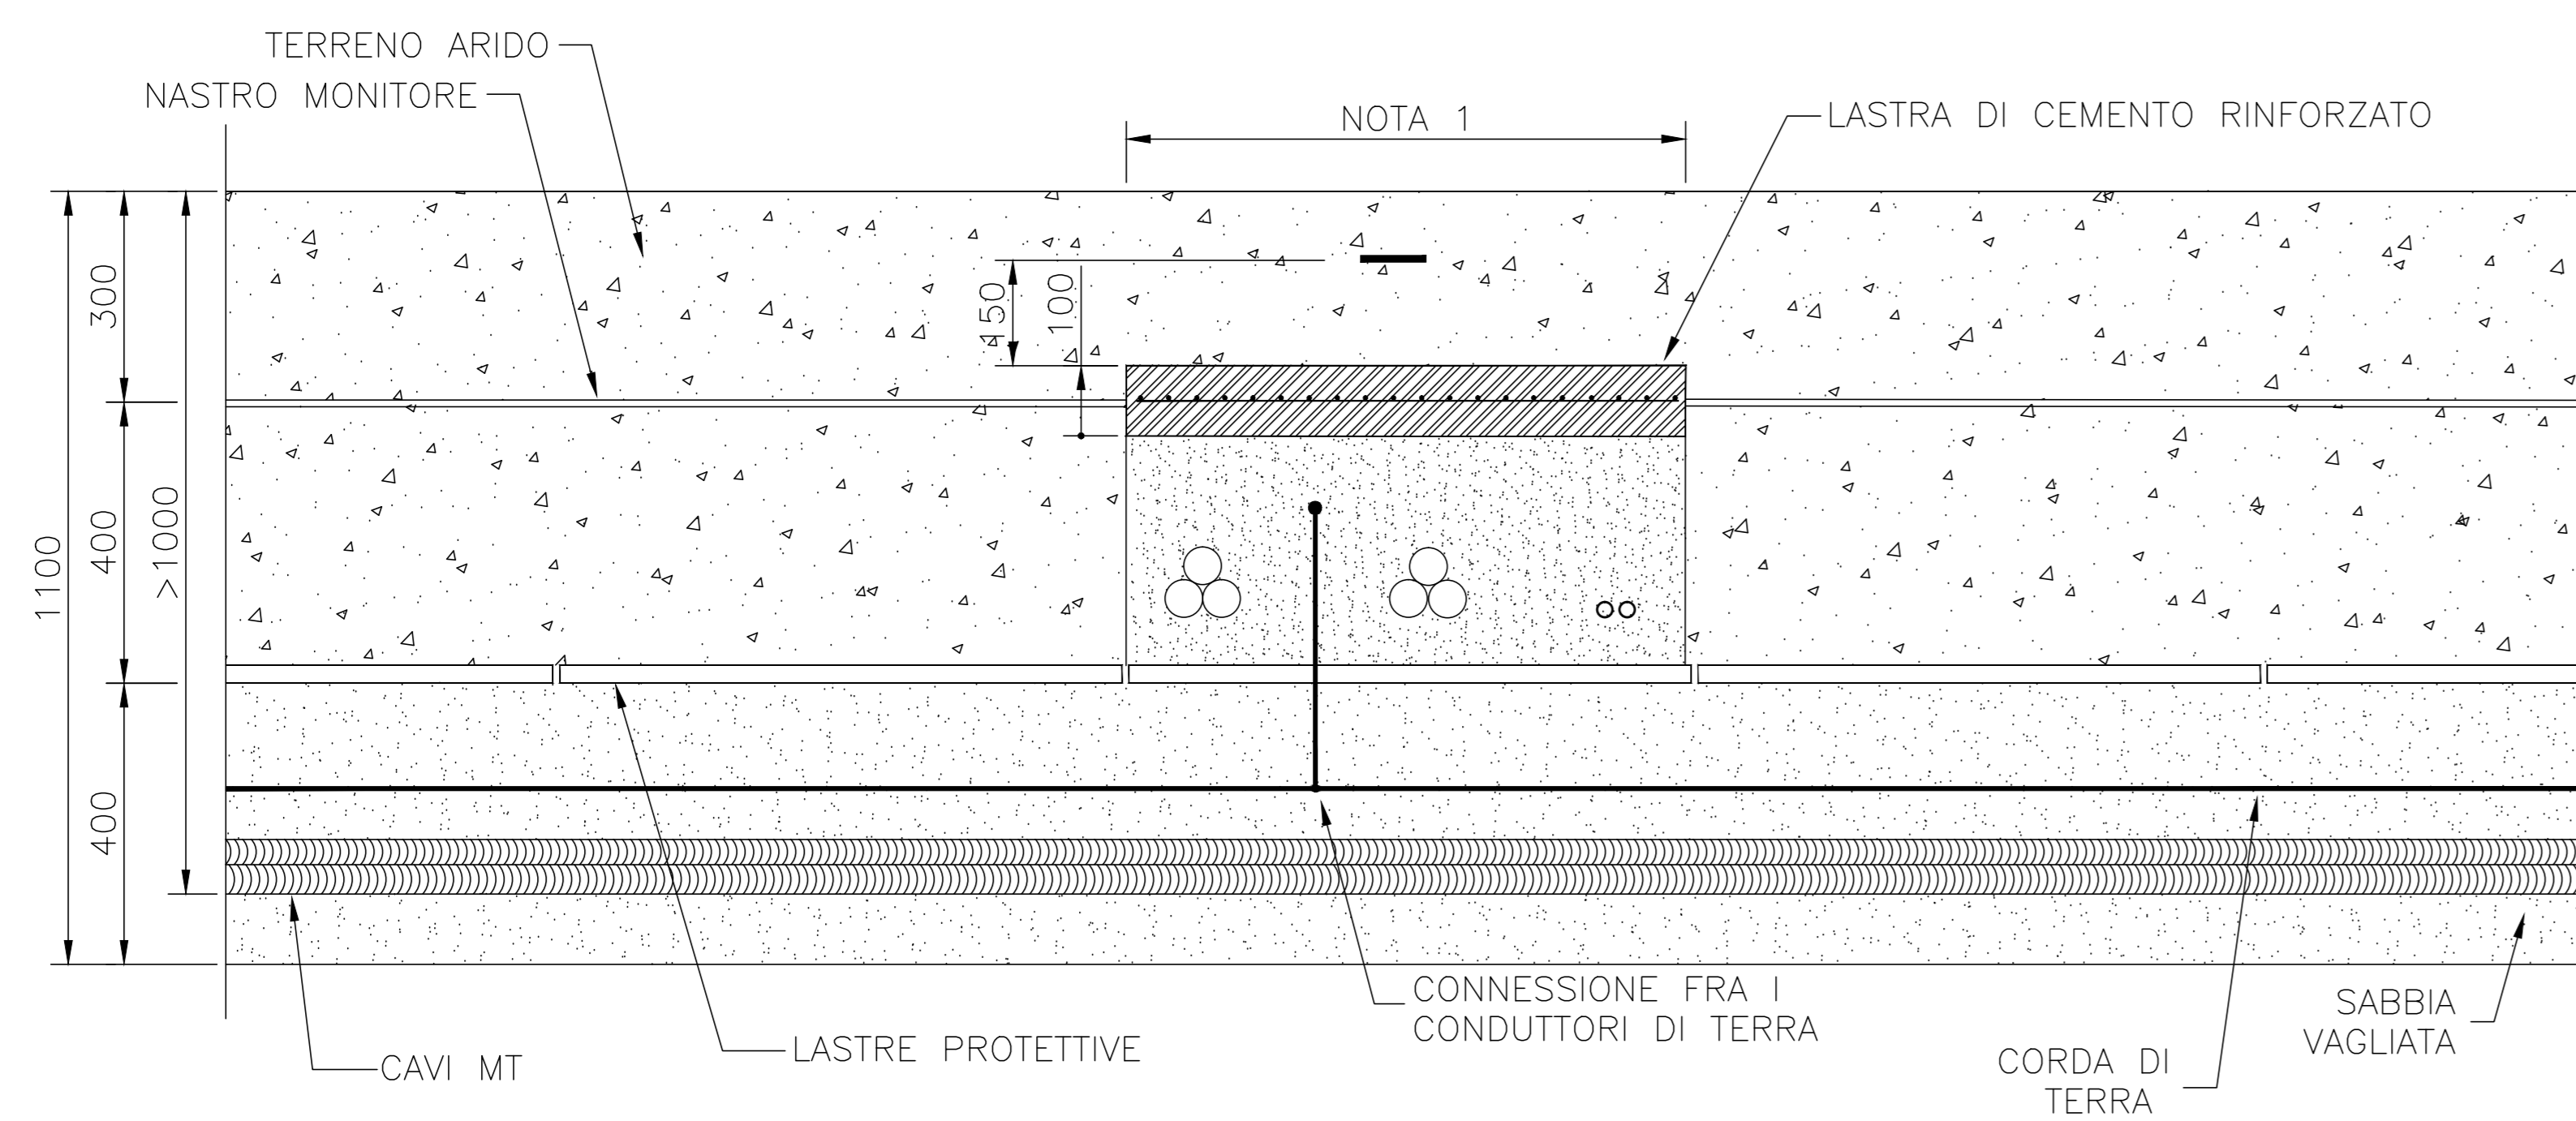 TERRENO ARIDO
NASTRO MONITORE
NOTA 1
LASTRA DI CEMENTO RINFORZATO
300
150
100
400
>1000
1100
400
CONNESSIONE FRA I
CONDUTTORI DI TERRA
SABBIA
VAGLIATA
LASTRE PROTETTIVE
CORDA DI
TERRA
CAVI MT